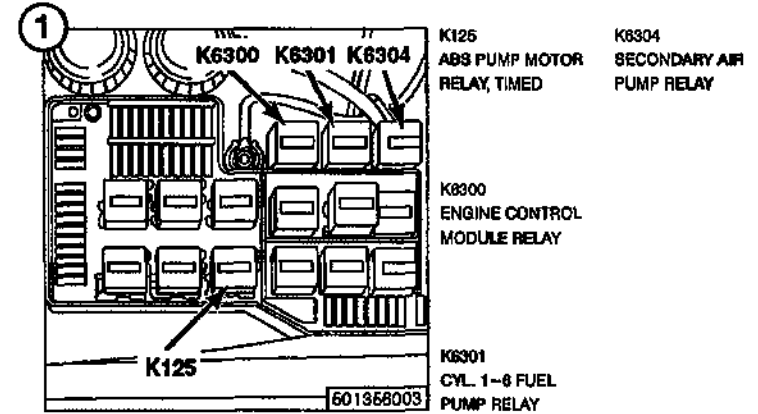 1
K6300 K6301 K6304
K125
501356003
K125
ABS PUMP MOTOR
RELAY, TIMED
K6304
SECONDARY AIR
PUMP RELAY
K6300
ENGINE CONTROL
MODULE RELAY
K6301
CYL. 1-6 FUEL
PUMP RELAY